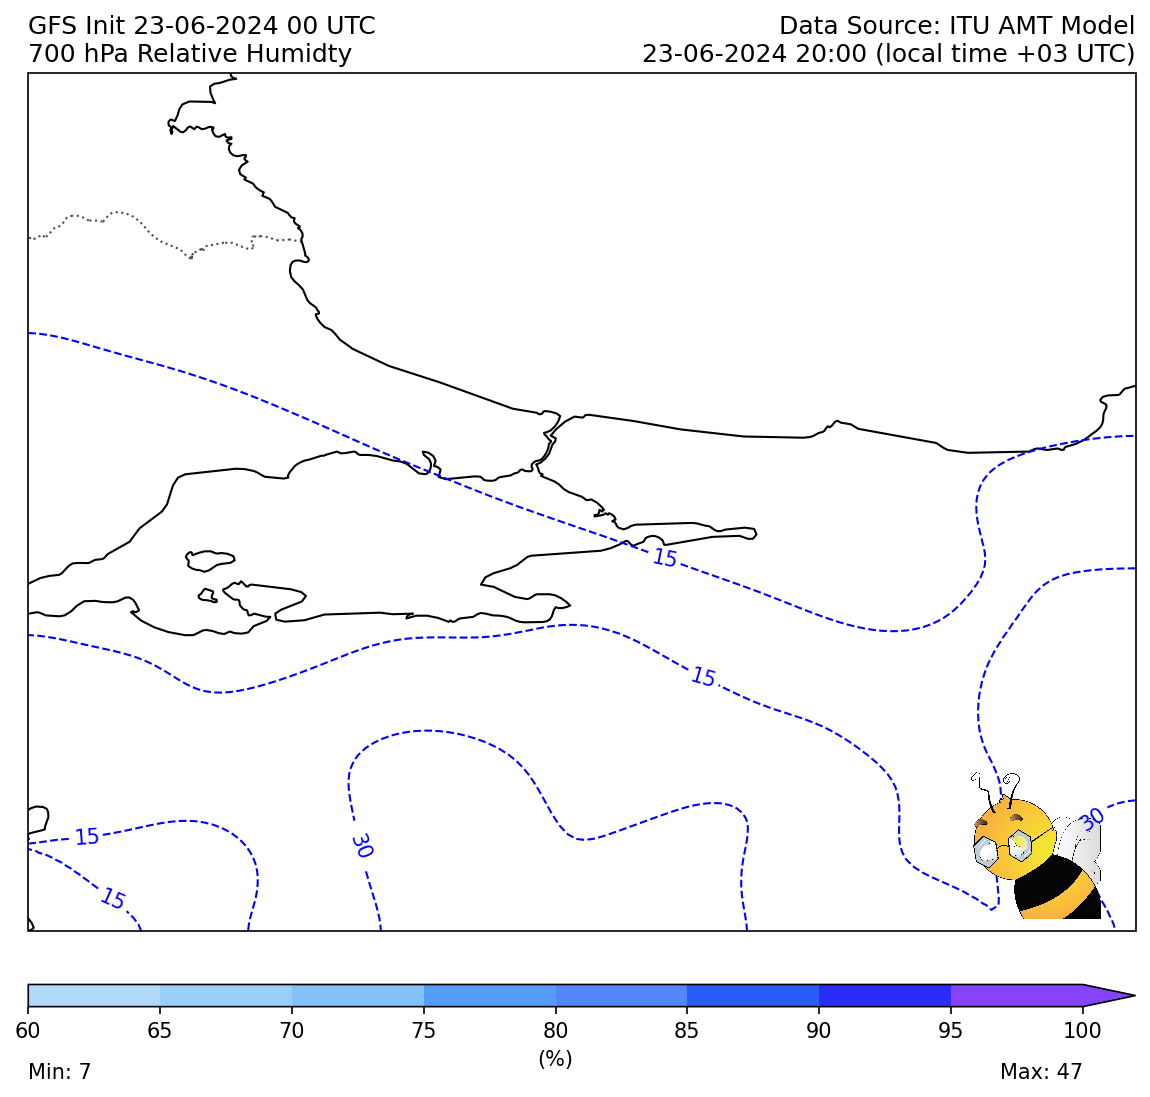 GFS Init 23-06-2024 00 UTC
Data Source: ITU AMT Model
700 hPa Relative Humidty
23-06-2024 20:00 (local time +03 UTC)
15
15
30
15
30
15
60 65 70 75 80 85 90 95 100
(%)
Min: 7
Max: 47